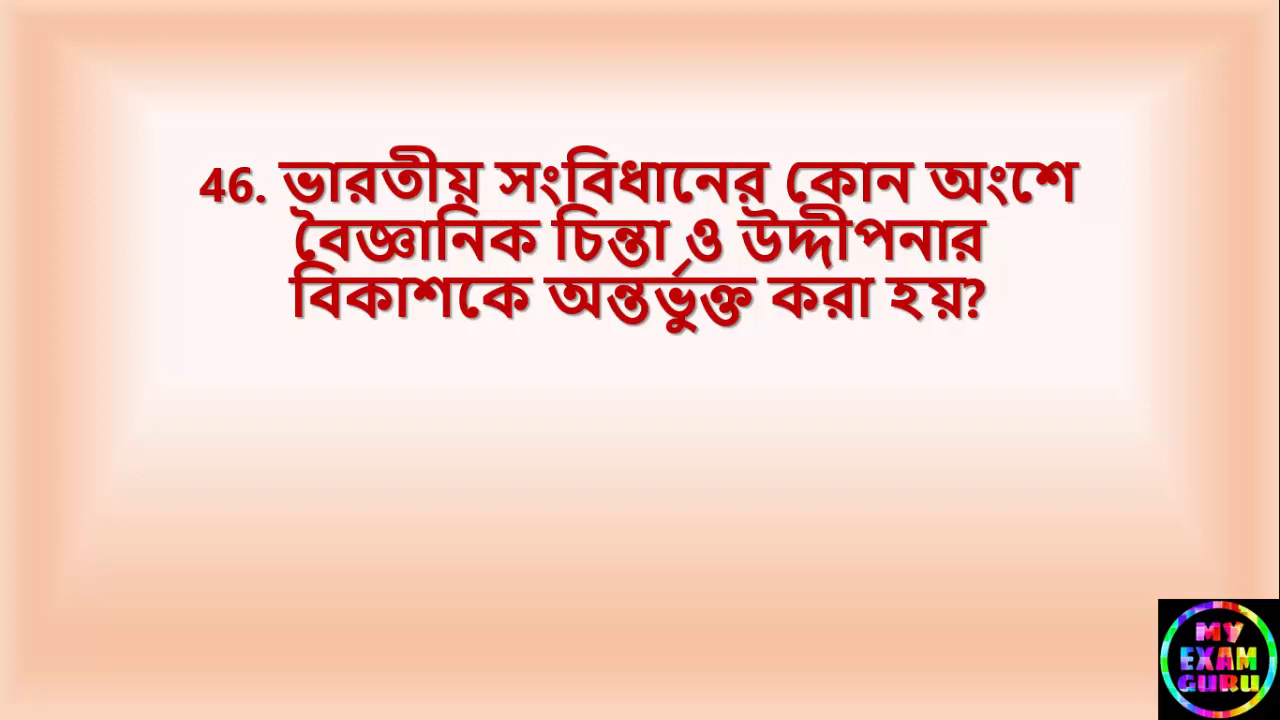 46. ভারতীয় সংবিধানের কোন অংশে
বৈজ্ঞানিক চিন্তা ও উদ্দীপনার
বিকাশকে অন্তর্ভুক্ত করা হয়?
MY
EXAM
GURU